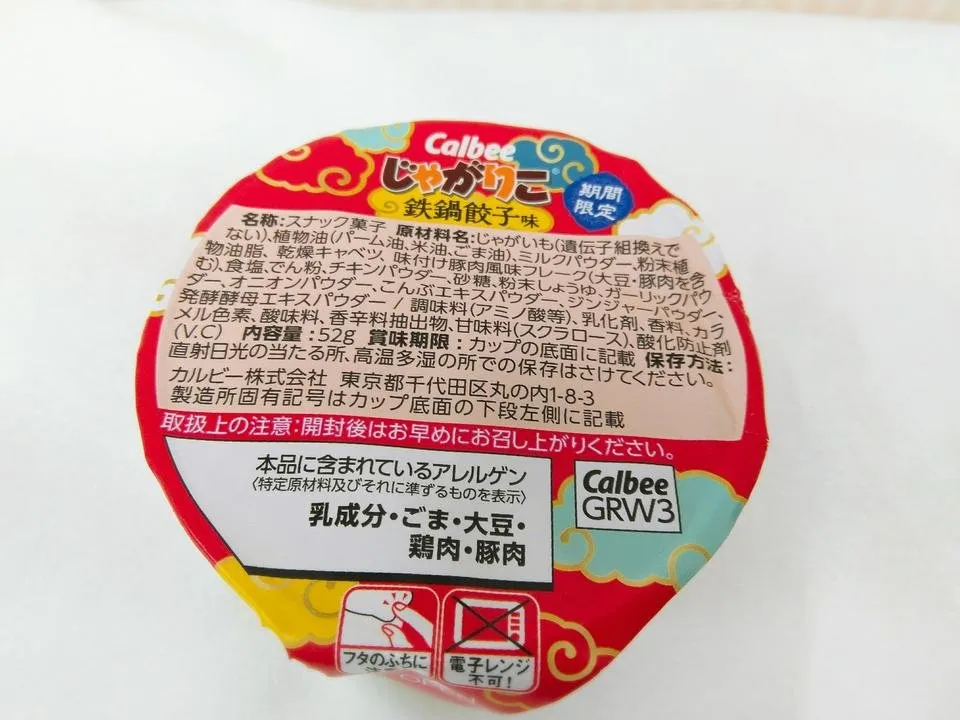 Calbee
じゃがりこ
鉄鍋餃子味
期間
限定
名称:スナック菓子 原材料名:じゃがいも(遺伝子組換えで
ない)、植物油(パーム油、米油、ごま油)、ミルクパウダー、粉末植
物油脂、乾燥キャベツ、味付け豚肉風味フレーク(大豆・豚肉を含
む)、食塩、でん粉、チキンパウダー、砂糖、粉末しょうゆ、ガーリックパウ
ダー、オニオンパウダー、こんぶエキスパウダー、ジンジャーパウダー、
発酵酵母エキスパウダー / 調味料(アミノ酸等)、乳化剤、香料、カラ
メル色素、酸味料、香辛料抽出物、甘味料(スクラロース)、酸化防止剤
(V.C) 内容量:52g 賞味期限:カップの底面に記載 保存方法:
直射日光の当たる所、高温多湿の所での保存はさけてください。
カルビー株式会社 東京都千代田区丸の内1-8-3
製造所固有記号はカップ底面の下段左側に記載
取扱上の注意:開封後はお早めにお召し上がりください。
本品に含まれているアレルゲン
〈特定原材料及びそれに準ずるものを表示〉
乳成分・ごま・大豆・
鶏肉・豚肉
Calbee
GRW3
フタのふちに
電子レンジ
不可!
OPEN